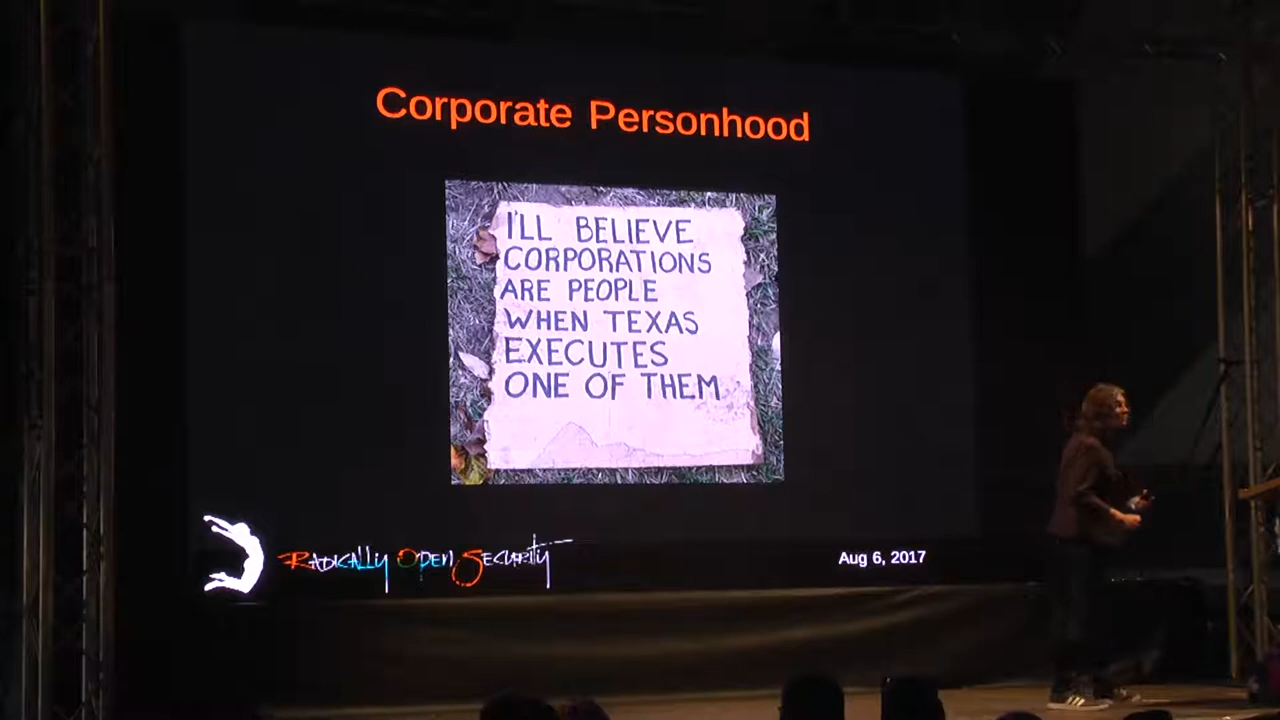 Corporate Personhood
I'LL BELIEVE
CORPORATIONS
ARE PEOPLE
WHEN TEXAS
EXECUTES
ONE OF THEM
RADICALLY OPEN SECURITY
Aug 6, 2017